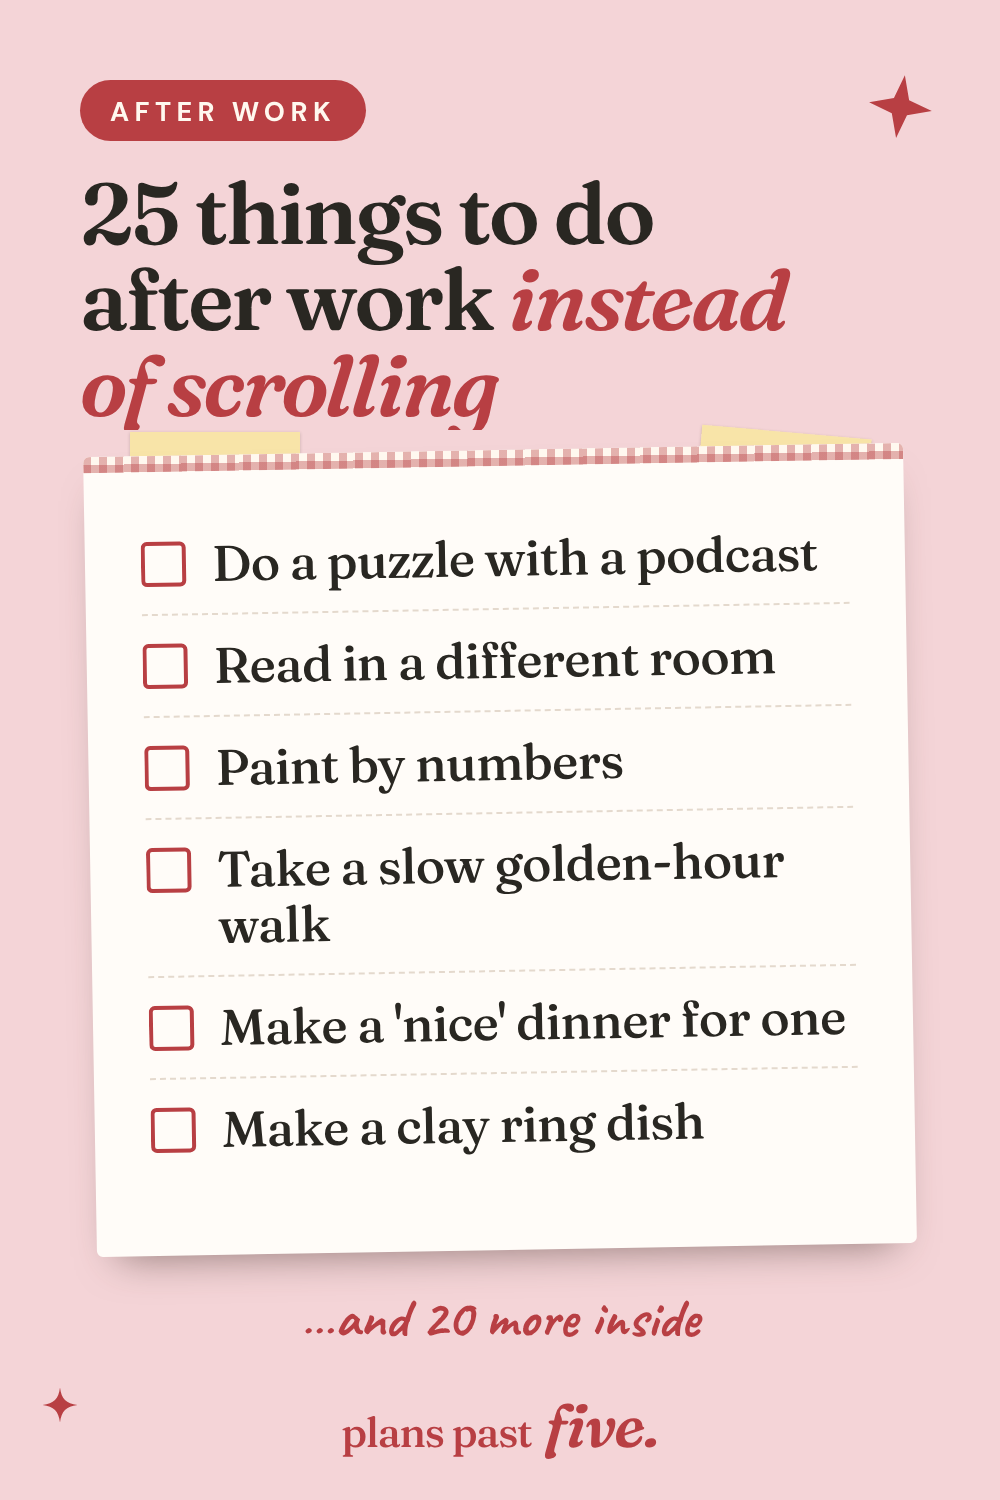 AFTER WORK
25 things to do
after work instead
of scrolling
Do a puzzle with a podcast
Read in a different room
Paint by numbers
Take a slow golden-hour
walk
Make a 'nice' dinner for one
Make a clay ring dish
...and 20 more inside
plans past five.